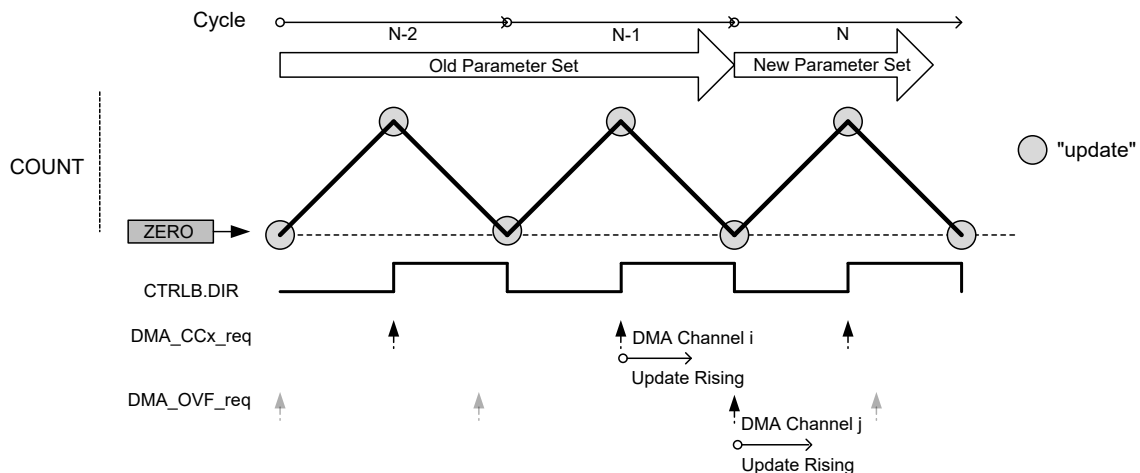 Cycle
N-2
N-1
N
Old Parameter Set
New Parameter Set
COUNT
"update"
ZERO
CTRLB.DIR
DMA_CCx_req
DMA Channel i
Update Rising
DMA_OVF_req
DMA Channel j
Update Rising